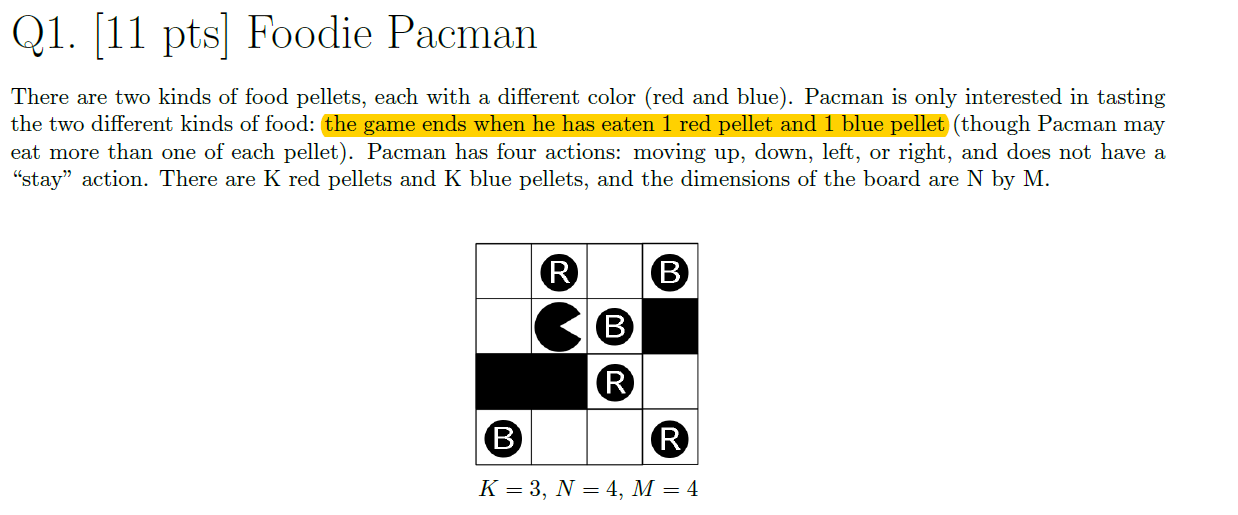 Q1. [11 pts] Foodie Pacman
There are two kinds of food pellets, each with a different color (red and blue). Pacman is only interested in tasting
the two different kinds of food: the game ends when he has eaten 1 red pellet and 1 blue pellet (though Pacman may
eat more than one of each pellet). Pacman has four actions: moving up, down, left, or right, and does not have a
“stay” action. There are K red pellets and K blue pellets, and the dimensions of the board are N by M.
R B
B
R
B R
K = 3, N = 4, M = 4